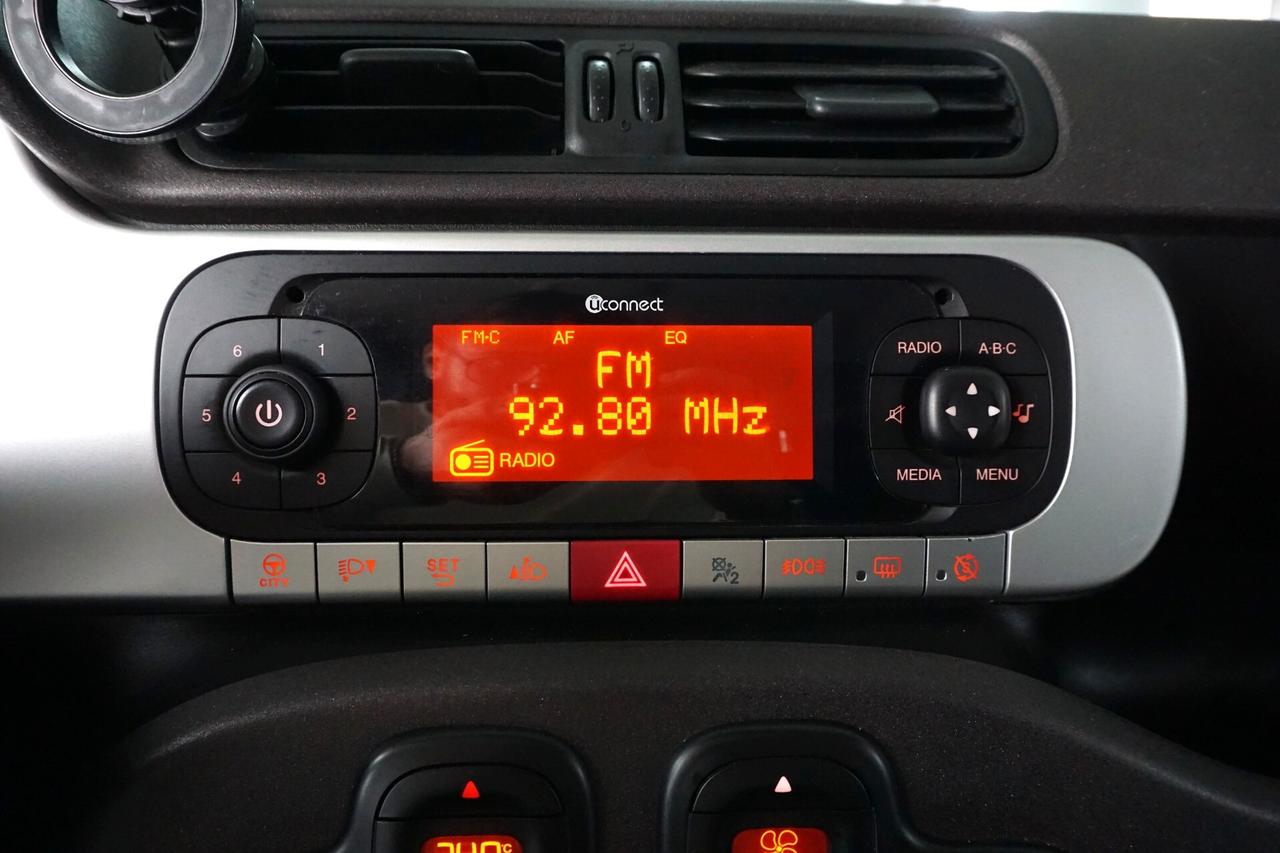 uconnect
FM-C AF EQ
FM
92.80 MHz
RADIO
6 1
5 2
4 3
RADIO A·B·C
MEDIA MENU
CITY
SET
2